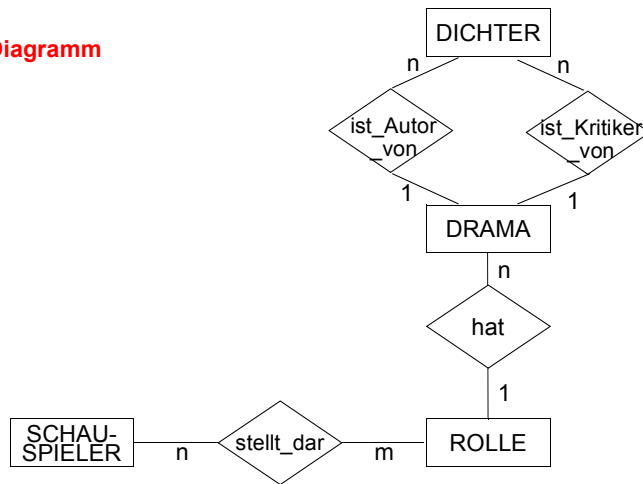 Diagramm
DICHTER
n
n
ist_Autor
_von
ist_Kritiker
_von
1
1
DRAMA
n
hat
1
SCHAU-
SPIELER
n
stellt_dar
m
ROLLE